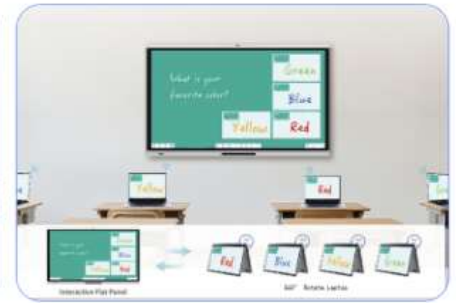 What is your
favorite color?
Green
Blue
Yellow
Red
Yellow
Red
Interactive Flat Panel
Red
Blue
Yellow
Green
360° Rotate Laptop